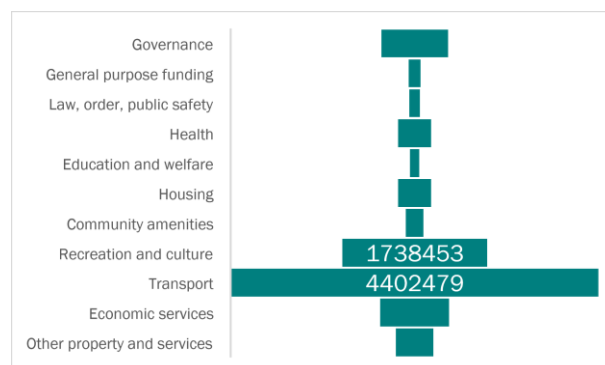 Governance
General purpose funding
Law, order, public safety
Health
Education and welfare
Housing
Community amenities
Recreation and culture 1738453
Transport 4402479
Economic services
Other property and services